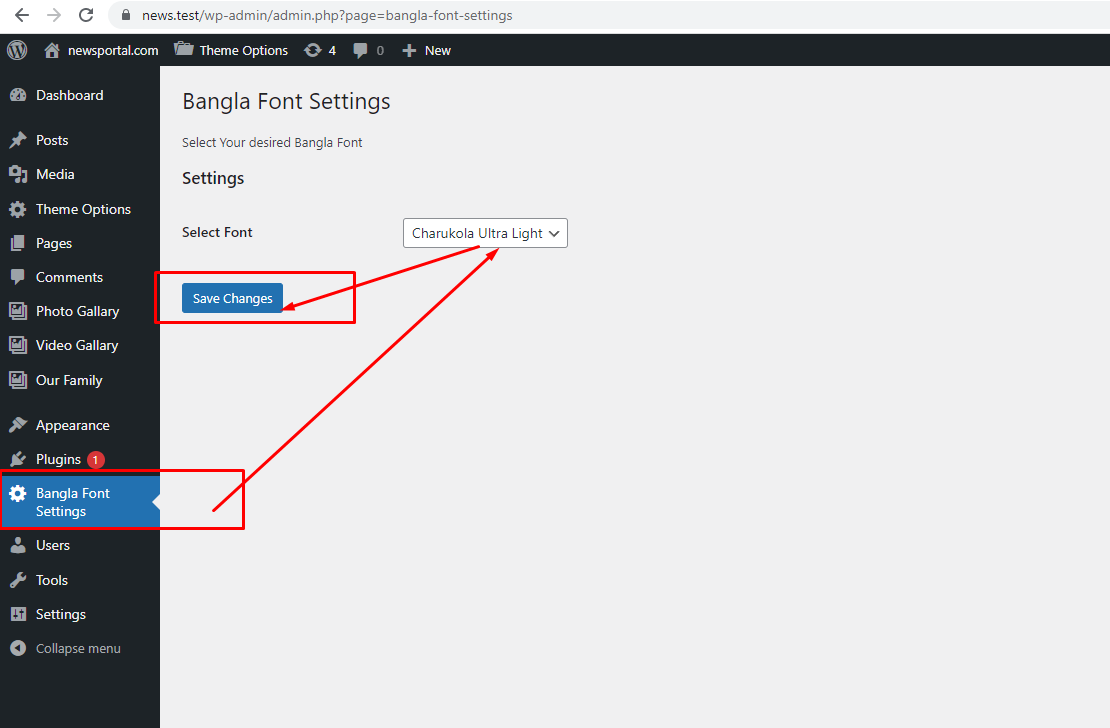 news.test/wp-admin/admin.php?page=bangla-font-settings
newsportal.com Theme Options 4 0 New
Dashboard
Posts
Media
Theme Options
Pages
Comments
Photo Gallary
Video Gallary
Our Family
Appearance
Plugins 1
Bangla Font
Settings
Users
Tools
Settings
Collapse menu
Bangla Font Settings
Select Your desired Bangla Font
Settings
Select Font Charukola Ultra Light
Save Changes